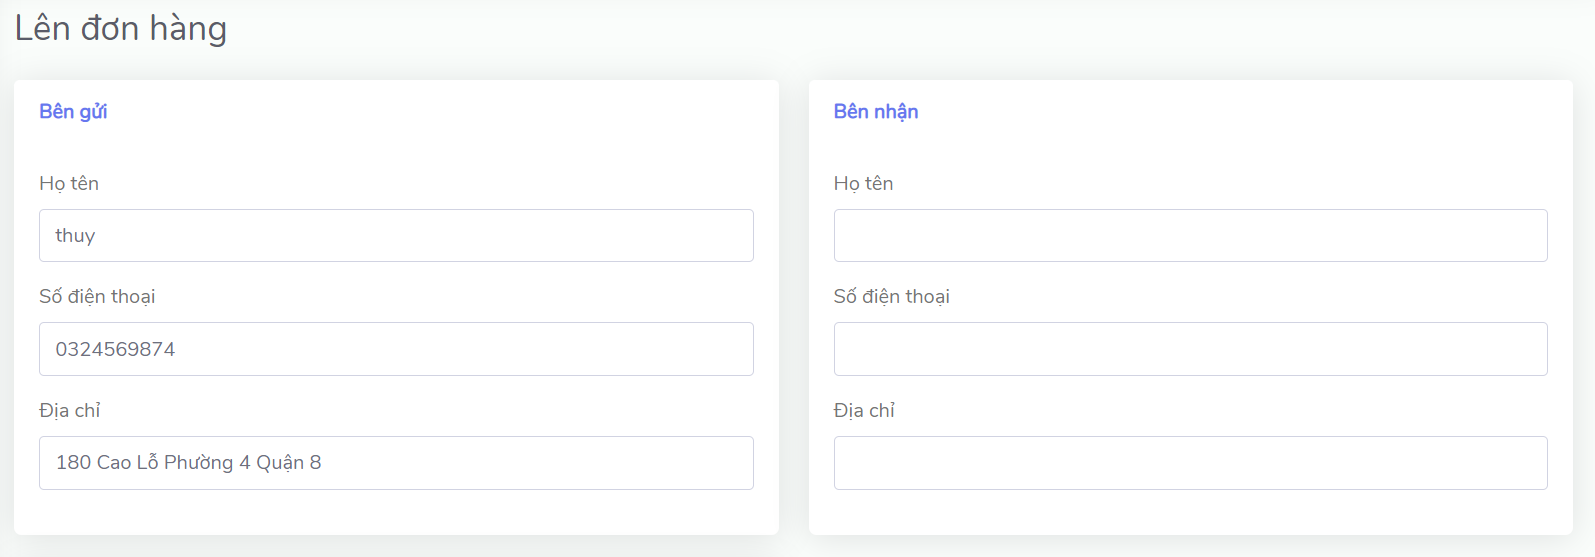 Lên đơn hàng
Bên gửi
Họ tên
thuy
Số điện thoại
0324569874
Địa chỉ
180 Cao Lỗ Phường 4 Quận 8
Bên nhận
Họ tên
Số điện thoại
Địa chỉ